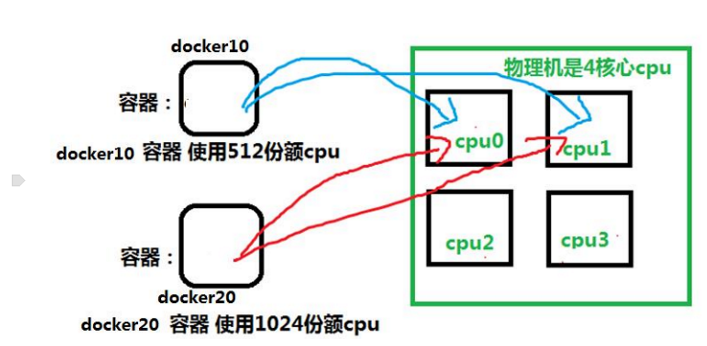 docker10
容器：
docker10 容器 使用512份额cpu
容器：
docker20
docker20 容器 使用1024份额cpu
物理机是4核心cpu
cpu0
cpu1
cpu2
cpu3